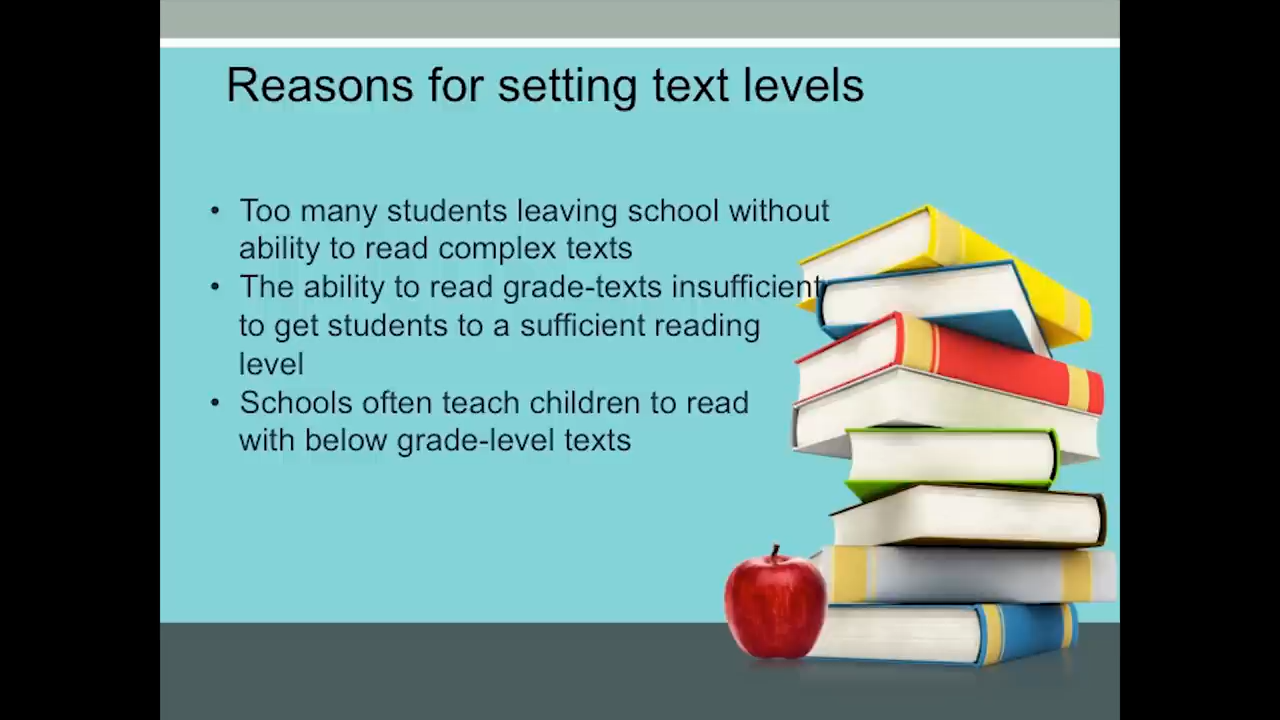 Reasons for setting text levels
• Too many students leaving school without
ability to read complex texts
• The ability to read grade-texts insufficient
to get students to a sufficient reading
level
• Schools often teach children to read
with below grade-level texts